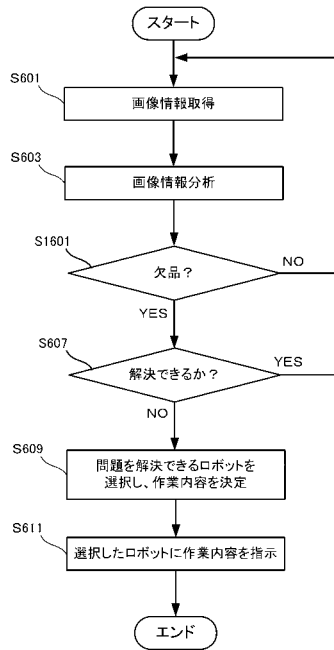 スタート
S601
画像情報取得
S603
画像情報分析
S1601
欠品？
NO
YES
S607
解決できるか？
YES
NO
S609
問題を解決できるロボットを
選択し、作業内容を決定
S611
選択したロボットに作業内容を指示
エンド